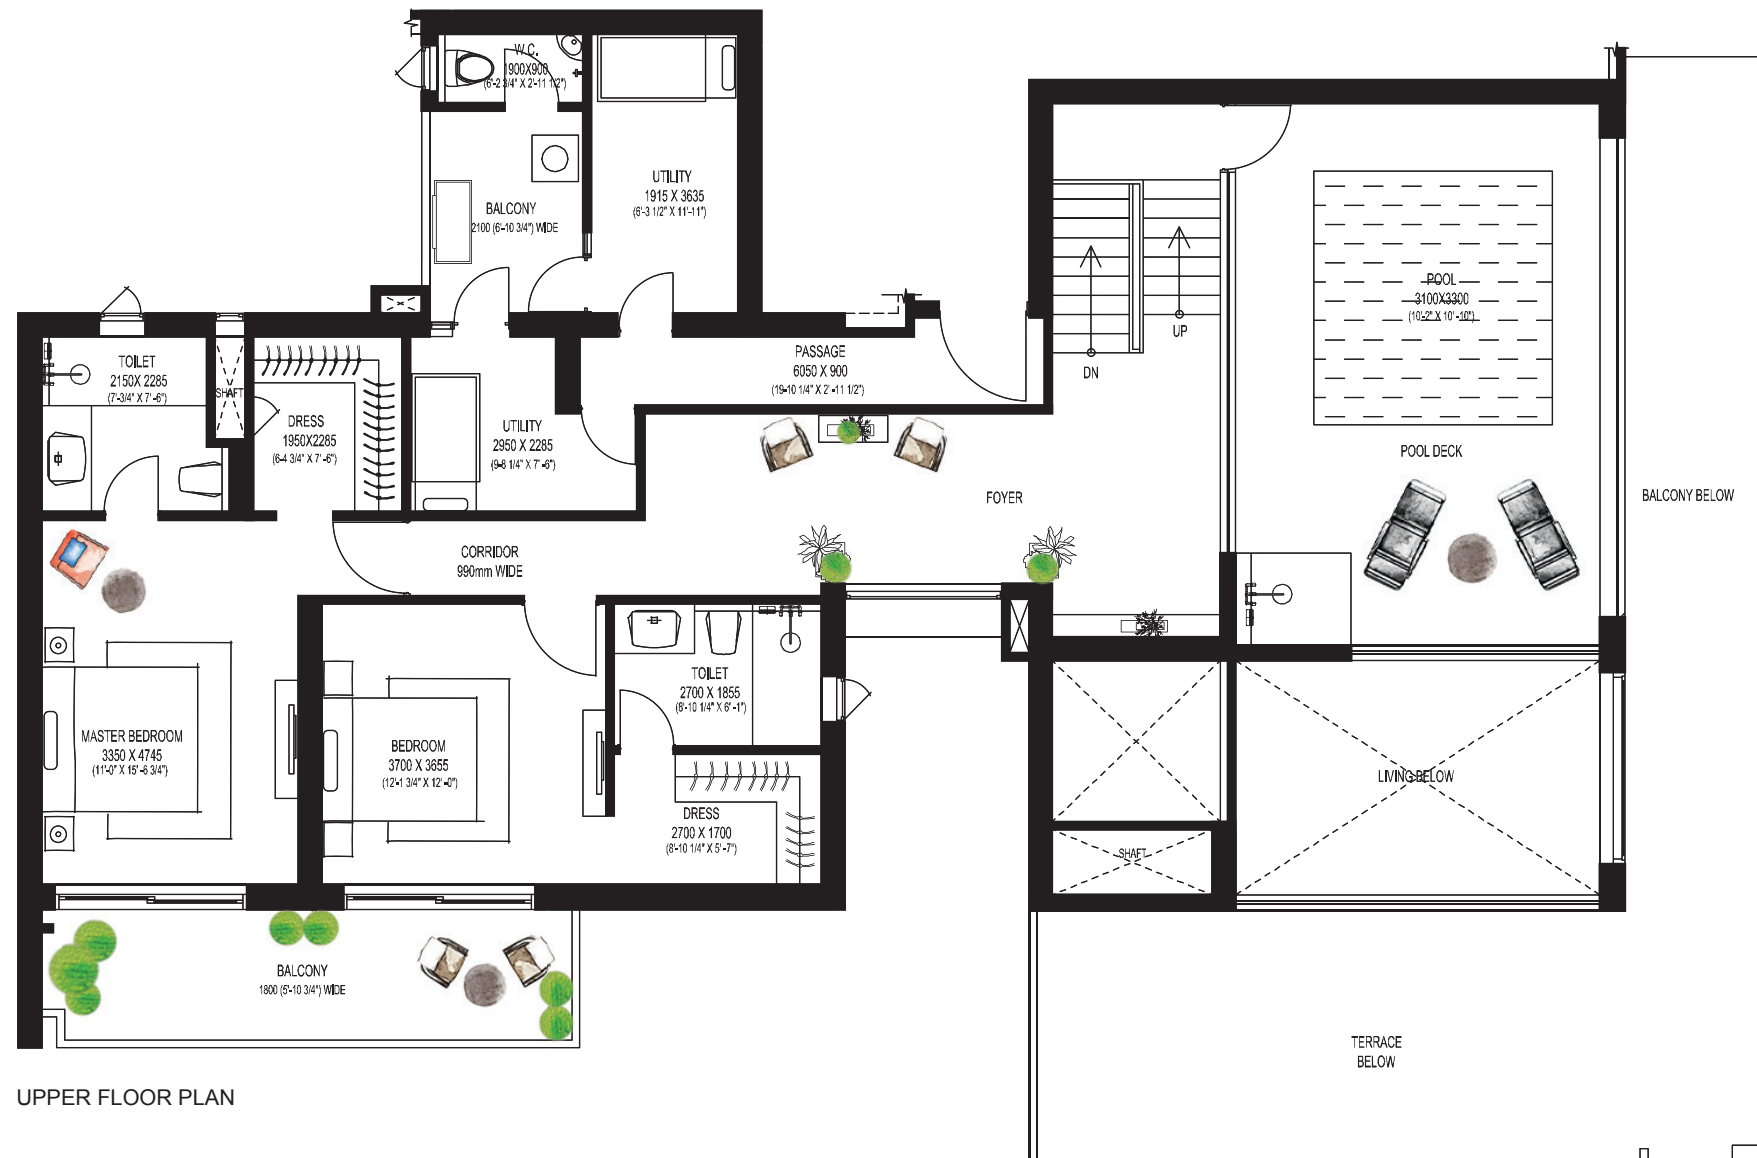 W.C.
1900X900
(6'-2 3/4" X 2'-11 1/2")
UTILITY
1915 X 3635
(6'-3 1/2" X 11'-11")
BALCONY
2100 (6'-10 3/4") WIDE
TOILET
2150X 2285
(7'-3/4" X 7'-6")
SHAFT
DRESS
1950X2285
(6-4 3/4" X 7'-6")
UTILITY
2950 X 2285
(9-8 1/4" X 7'-6")
PASSAGE
6050 X 900
(19-10 1/4" X 2'-11 1/2")
DN
UP
POOL
3100X3300
(10'-2" X 10'-10")
POOL DECK
BALCONY BELOW
FOYER
CORRIDOR
990mm WIDE
MASTER BEDROOM
3350 X 4745
(11'-0" X 15'-6 3/4")
BEDROOM
3700 X 3655
(12'-1 3/4" X 12'-0")
TOILET
2700 X 1855
(8'-10 1/4" X 6'-1")
DRESS
2700 X 1700
(8'-10 1/4" X 5'-7")
LIVING BELOW
SHAFT
BALCONY
1800 (5'-10 3/4") WIDE
TERRACE
BELOW
UPPER FLOOR PLAN